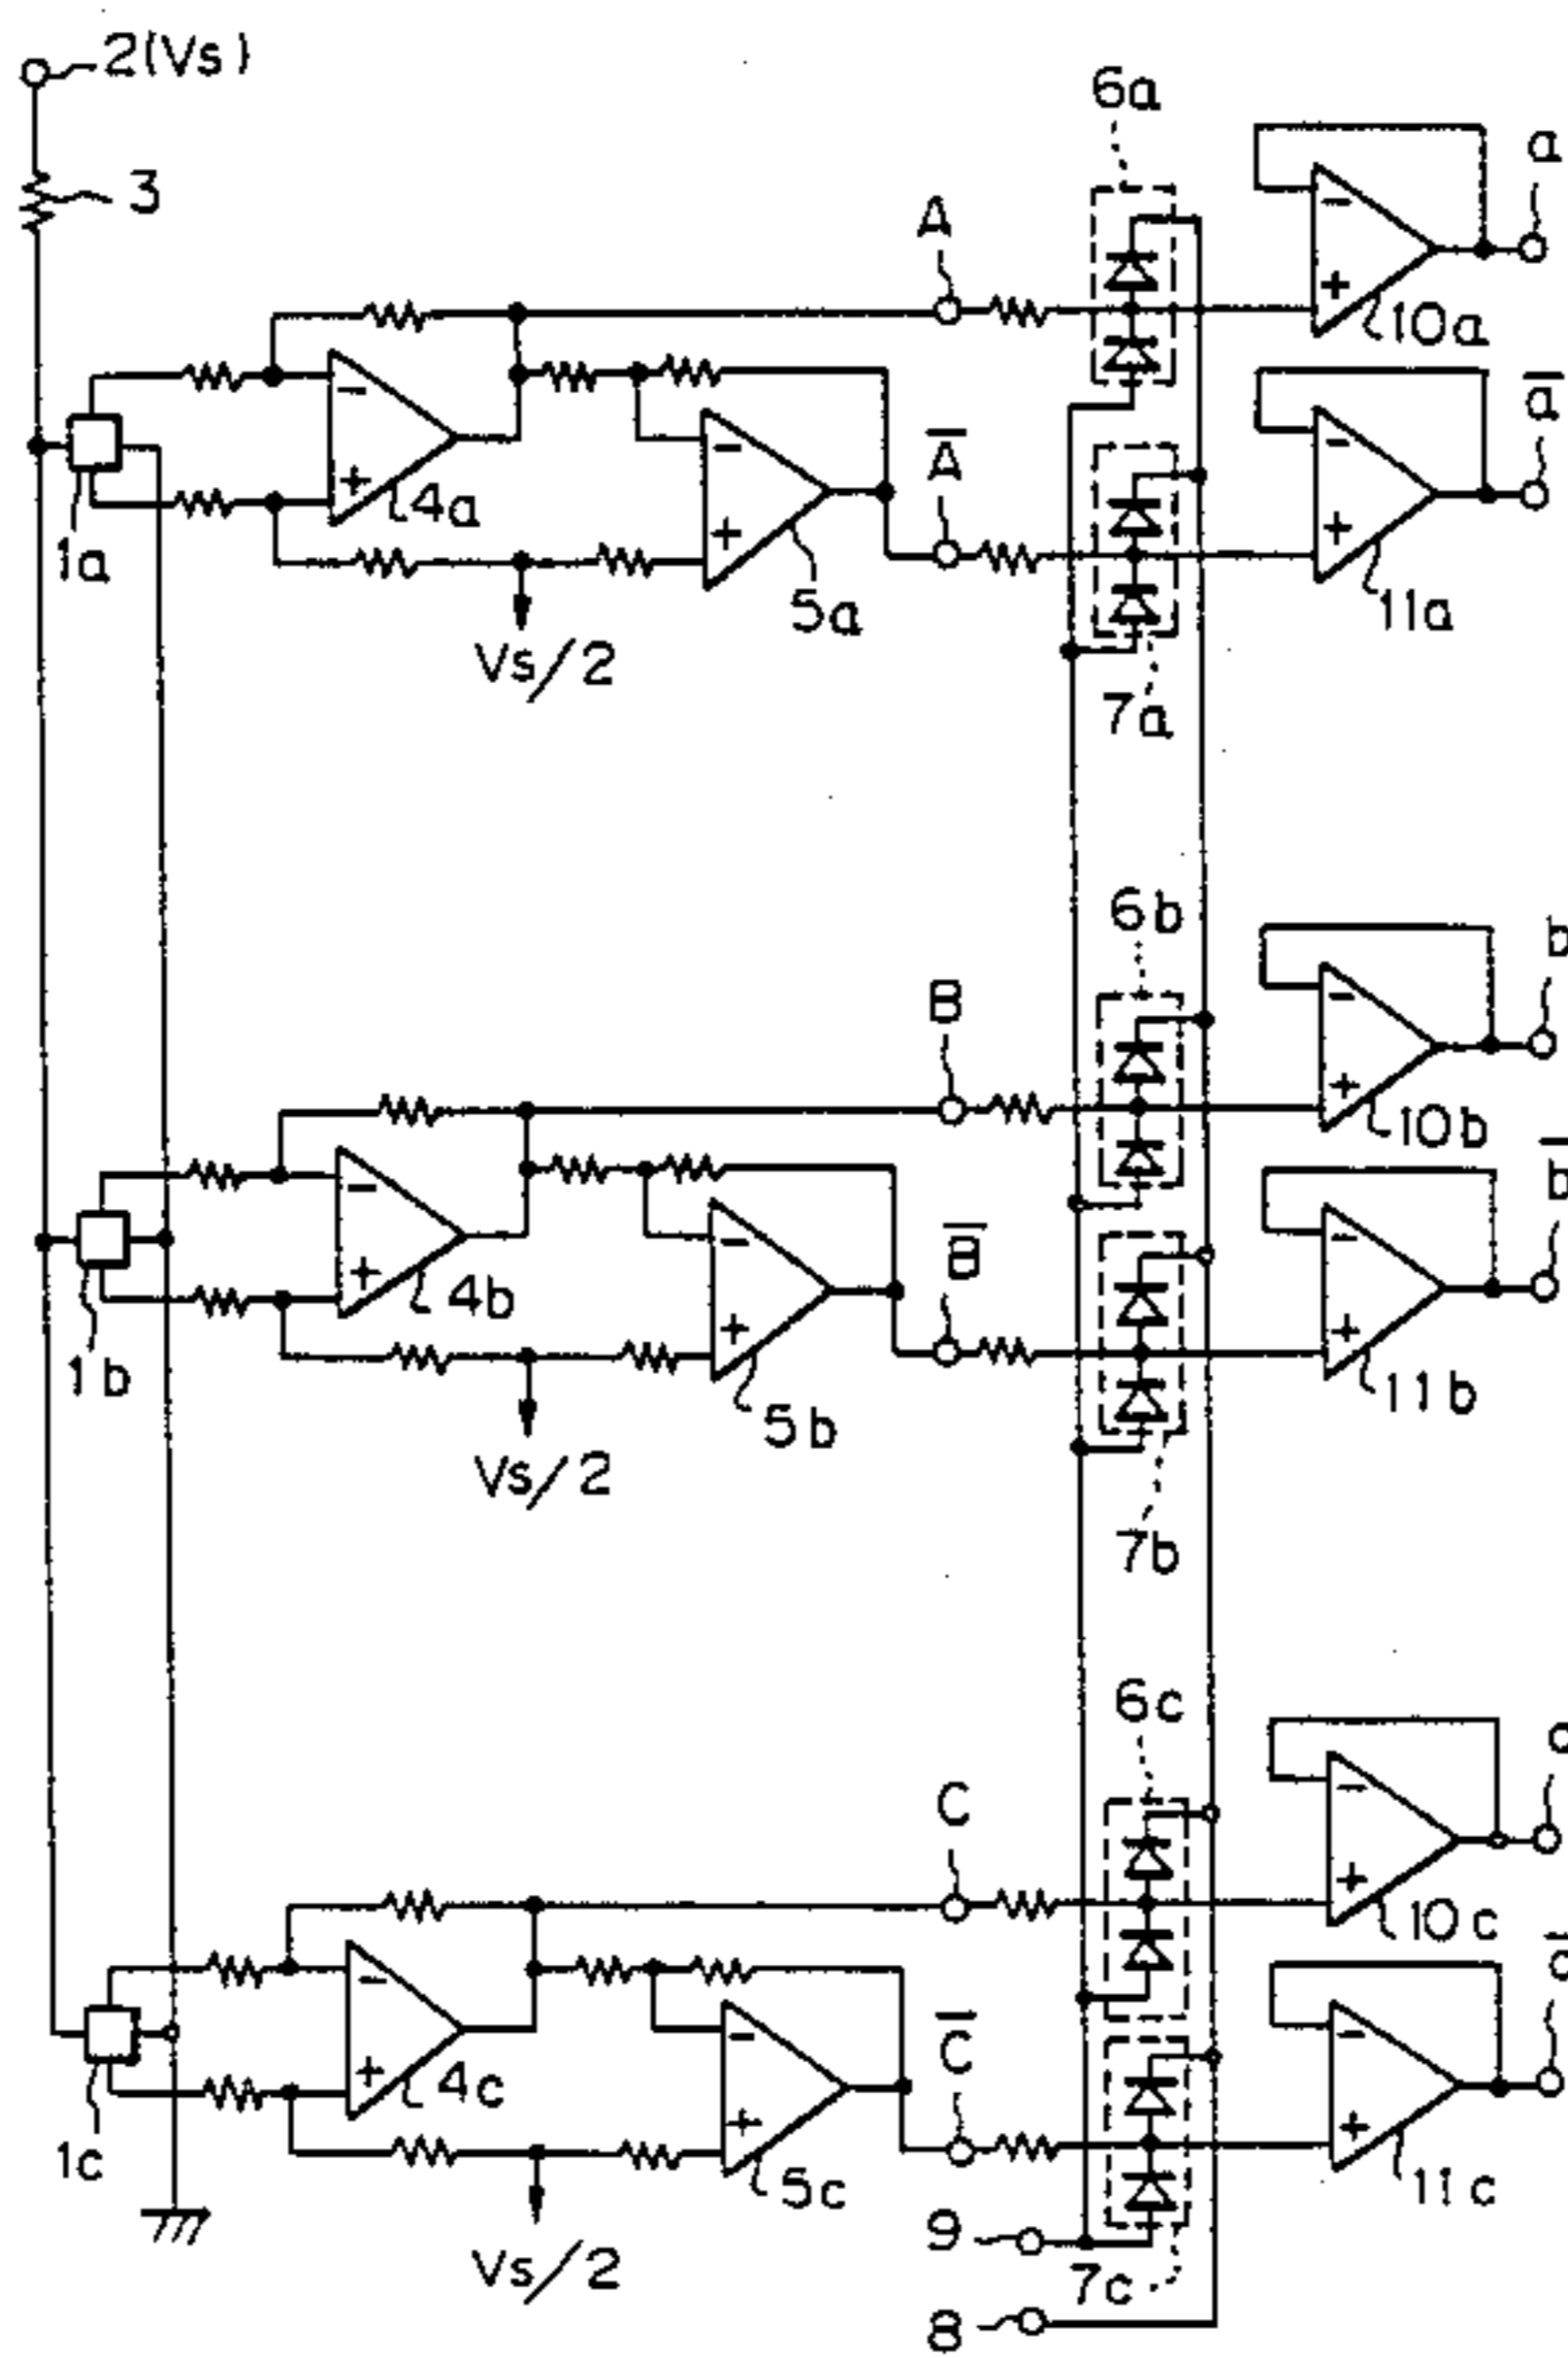 2(Vs)
3
6a
a
A
−
+
10a
−
+
4a
1a
A̅
−
+
5a
a̅
−
+
11a
Vs/2
7a
6b
b
B
−
+
10b
−
+
4b
1b
B̅
−
+
5b
b̅
−
+
11b
Vs/2
7b
6c
C
−
+
10c
−
+
4c
1c
C̅
−
+
5c
−
+
11c
Vs/2
9
7c
8